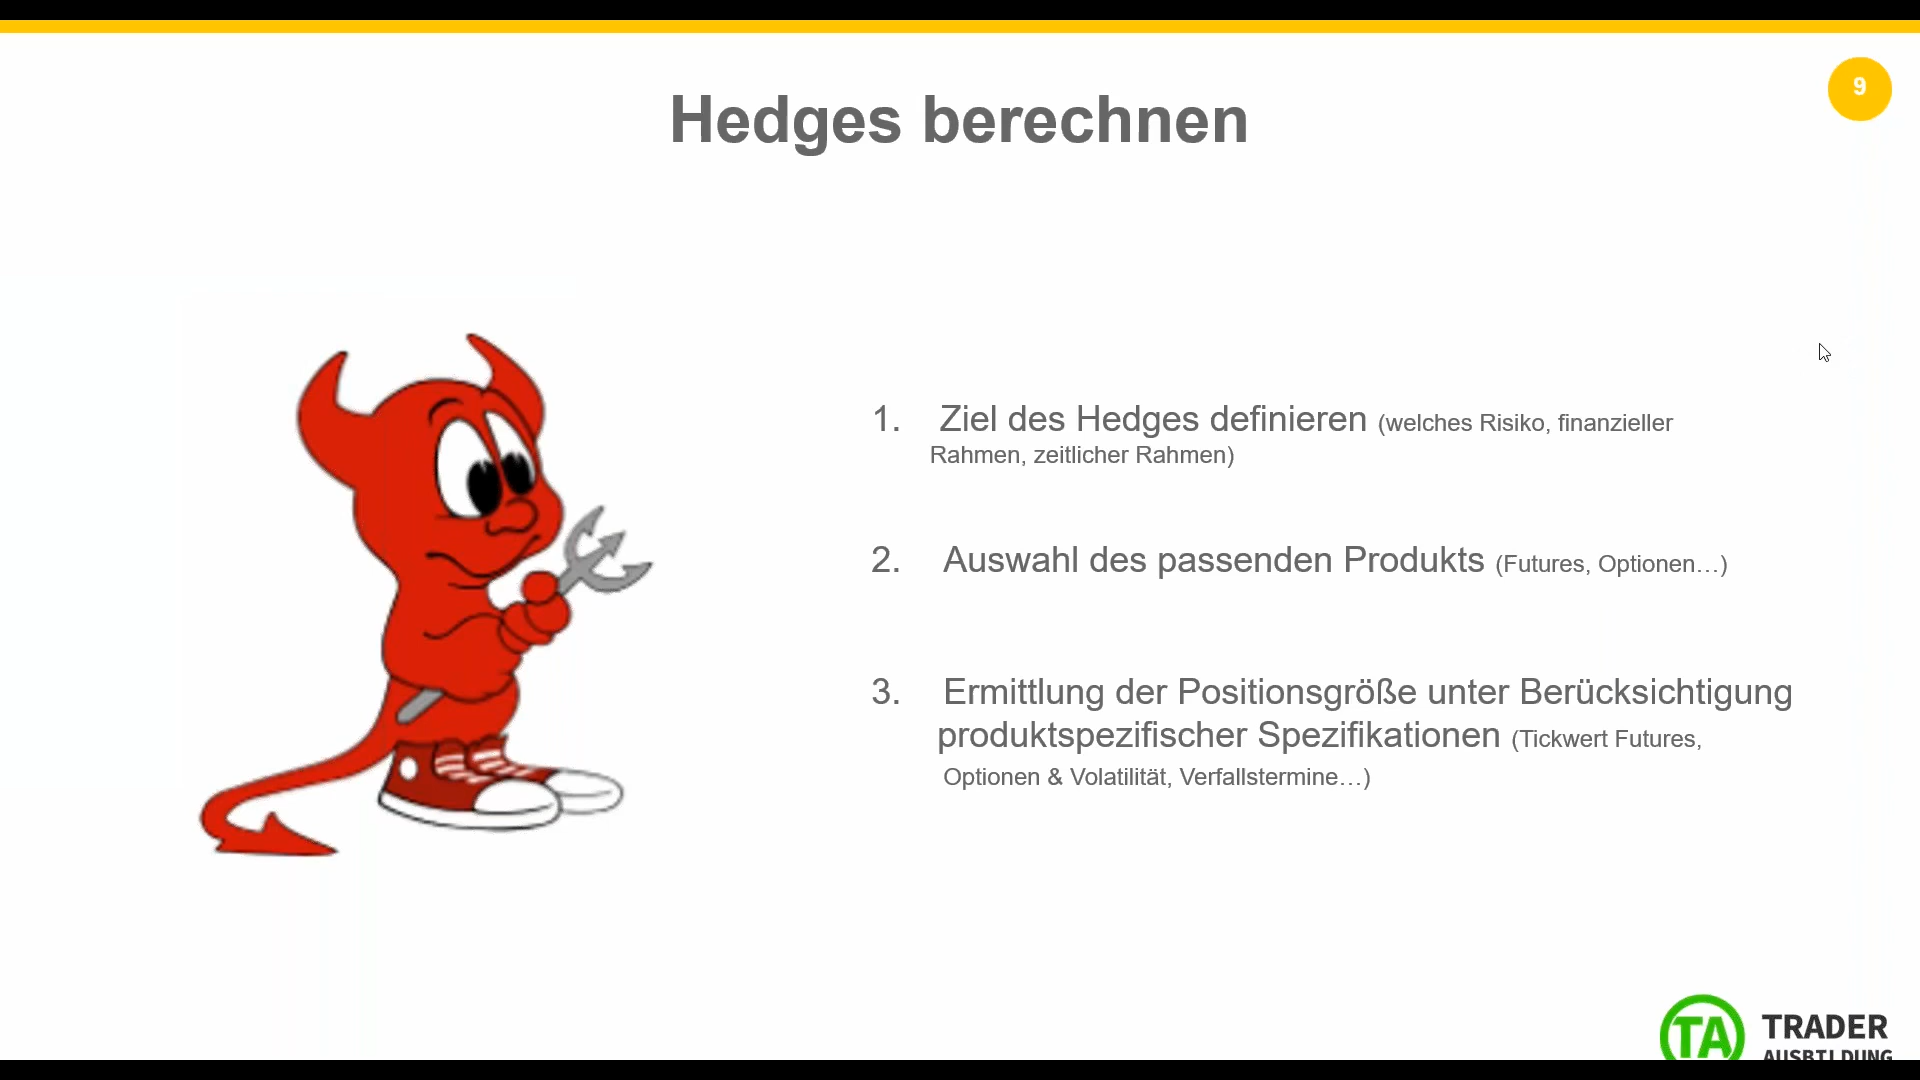 9
Hedges berechnen
1. Ziel des Hedges definieren (welches Risiko, finanzieller
Rahmen, zeitlicher Rahmen)
2. Auswahl des passenden Produkts (Futures, Optionen…)
3. Ermittlung der Positionsgröße unter Berücksichtigung
produktspezifischer Spezifikationen (Tickwert Futures,
Optionen & Volatilität, Verfallstermine…)
TA TRADER
AUSBILDUNG